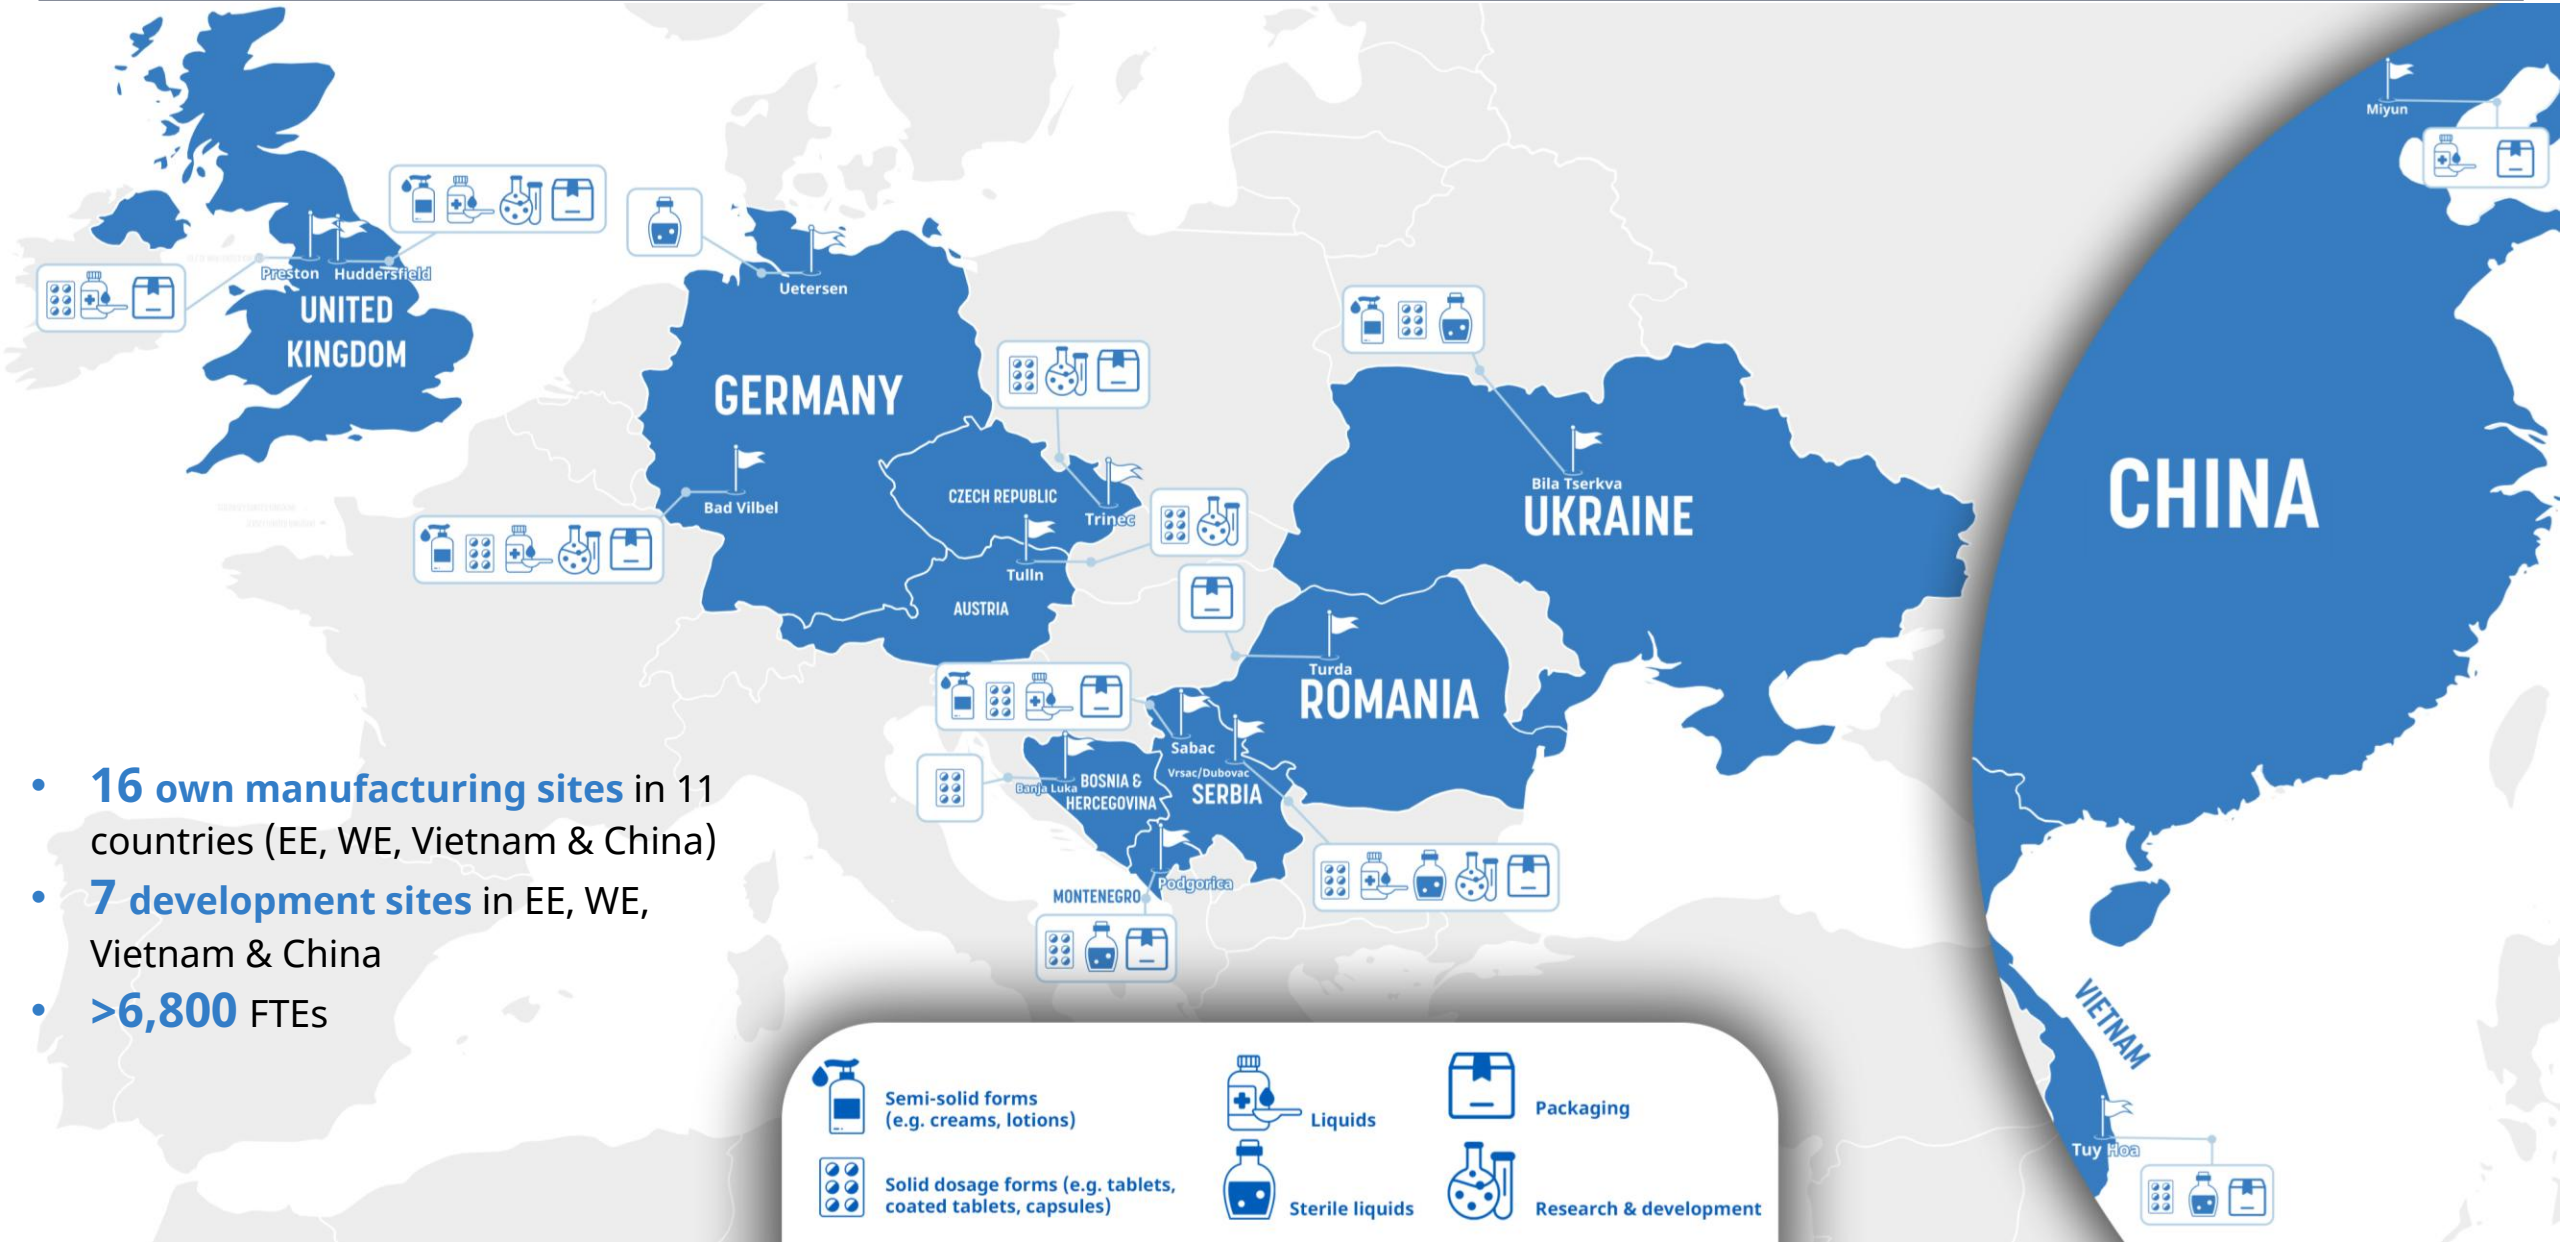 Miyun
Preston
Huddersfield
UNITED
KINGDOM
Uetersen
GERMANY
Bad Vilbel
CZECH REPUBLIC
Trinec
Tulln
AUSTRIA
Bila Tserkva
UKRAINE
CHINA
Turda
ROMANIA
Sabac
Vrsac/Dubovac
SERBIA
Banja Luka
BOSNIA &
HERCEGOVINA
Podgorica
MONTENEGRO
• 16 own manufacturing sites in 11
countries (EE, WE, Vietnam & China)
• 7 development sites in EE, WE,
Vietnam & China
• >6,800 FTEs
VIETNAM
Tuy Hoa
Semi-solid forms
(e.g. creams, lotions)
Liquids
Packaging
Solid dosage forms (e.g. tablets,
coated tablets, capsules)
Sterile liquids
Research & development